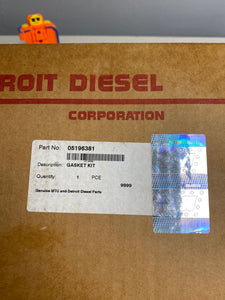 ROIT DIESEL
CORPORATION
Part No: 05196381
Description: GASKET KIT
Quantity: 1 PCE
9999
Genuine MTU and Detroit Diesel Parts